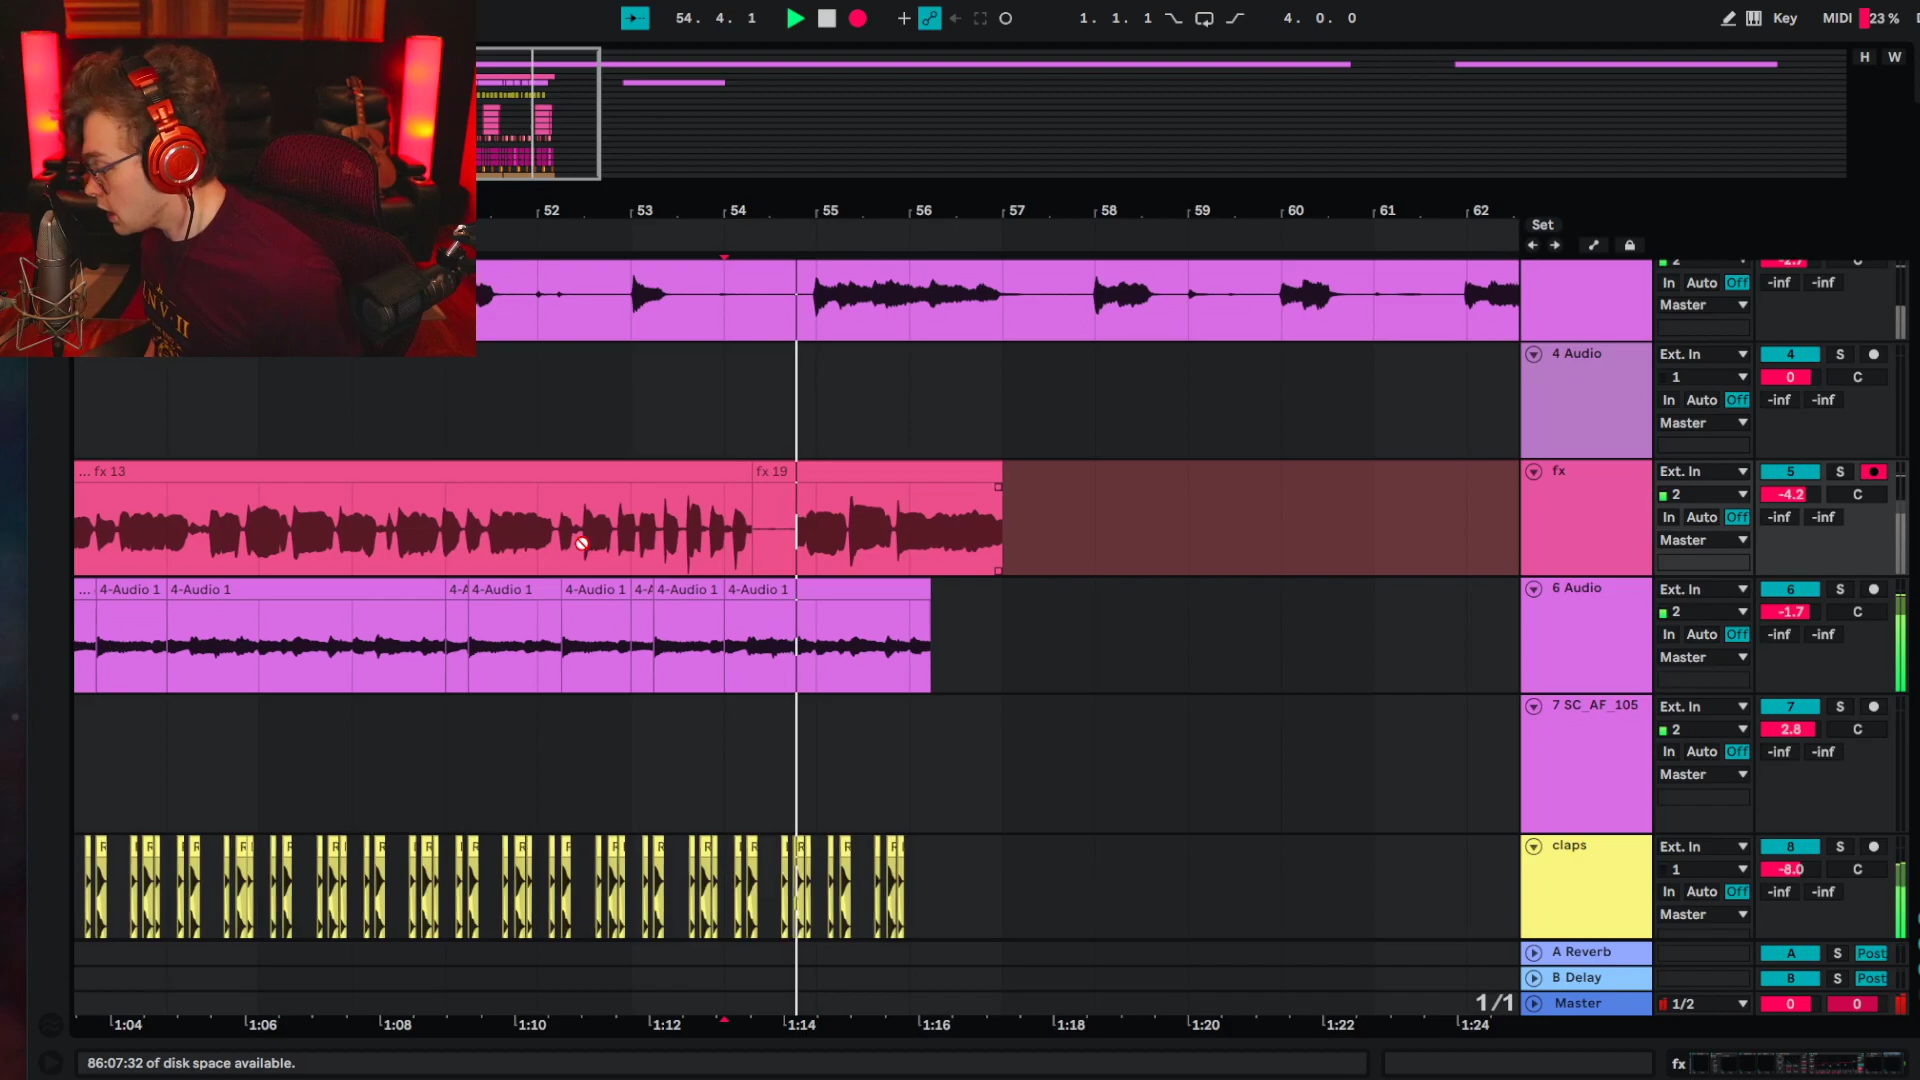 54. 4. 1
1. 1. 1
4. 0. 0
Key
MIDI
23 %
H W
52 53 54 55 56 57 58 59 60 61 62
Set
In Auto Off -inf -inf
Master
4 Audio Ext. In 4 S
1 0 C
In Auto Off -inf -inf
Master
... fx 13 fx 19 fx Ext. In 5 S
2 -4.2 C
In Auto Off -inf -inf
Master
... 4-Audio 1 4-Audio 1 4-A 4-Audio 1 4-Audio 1 4-A 4-Audio 1 4-Audio 1 6 Audio Ext. In 6 S
2 -1.7 C
In Auto Off -inf -inf
Master
7 SC_AF_105 Ext. In 7 S
2 2.8 C
In Auto Off -inf -inf
Master
claps Ext. In 8 S
1 -8.0 C
In Auto Off -inf -inf
Master
A Reverb A S Post
B Delay B S Post
1/1 Master 1/2 0 0
1:04 1:06 1:08 1:10 1:12 1:14 1:16 1:18 1:20 1:22 1:24
86:07:32 of disk space available.
fx